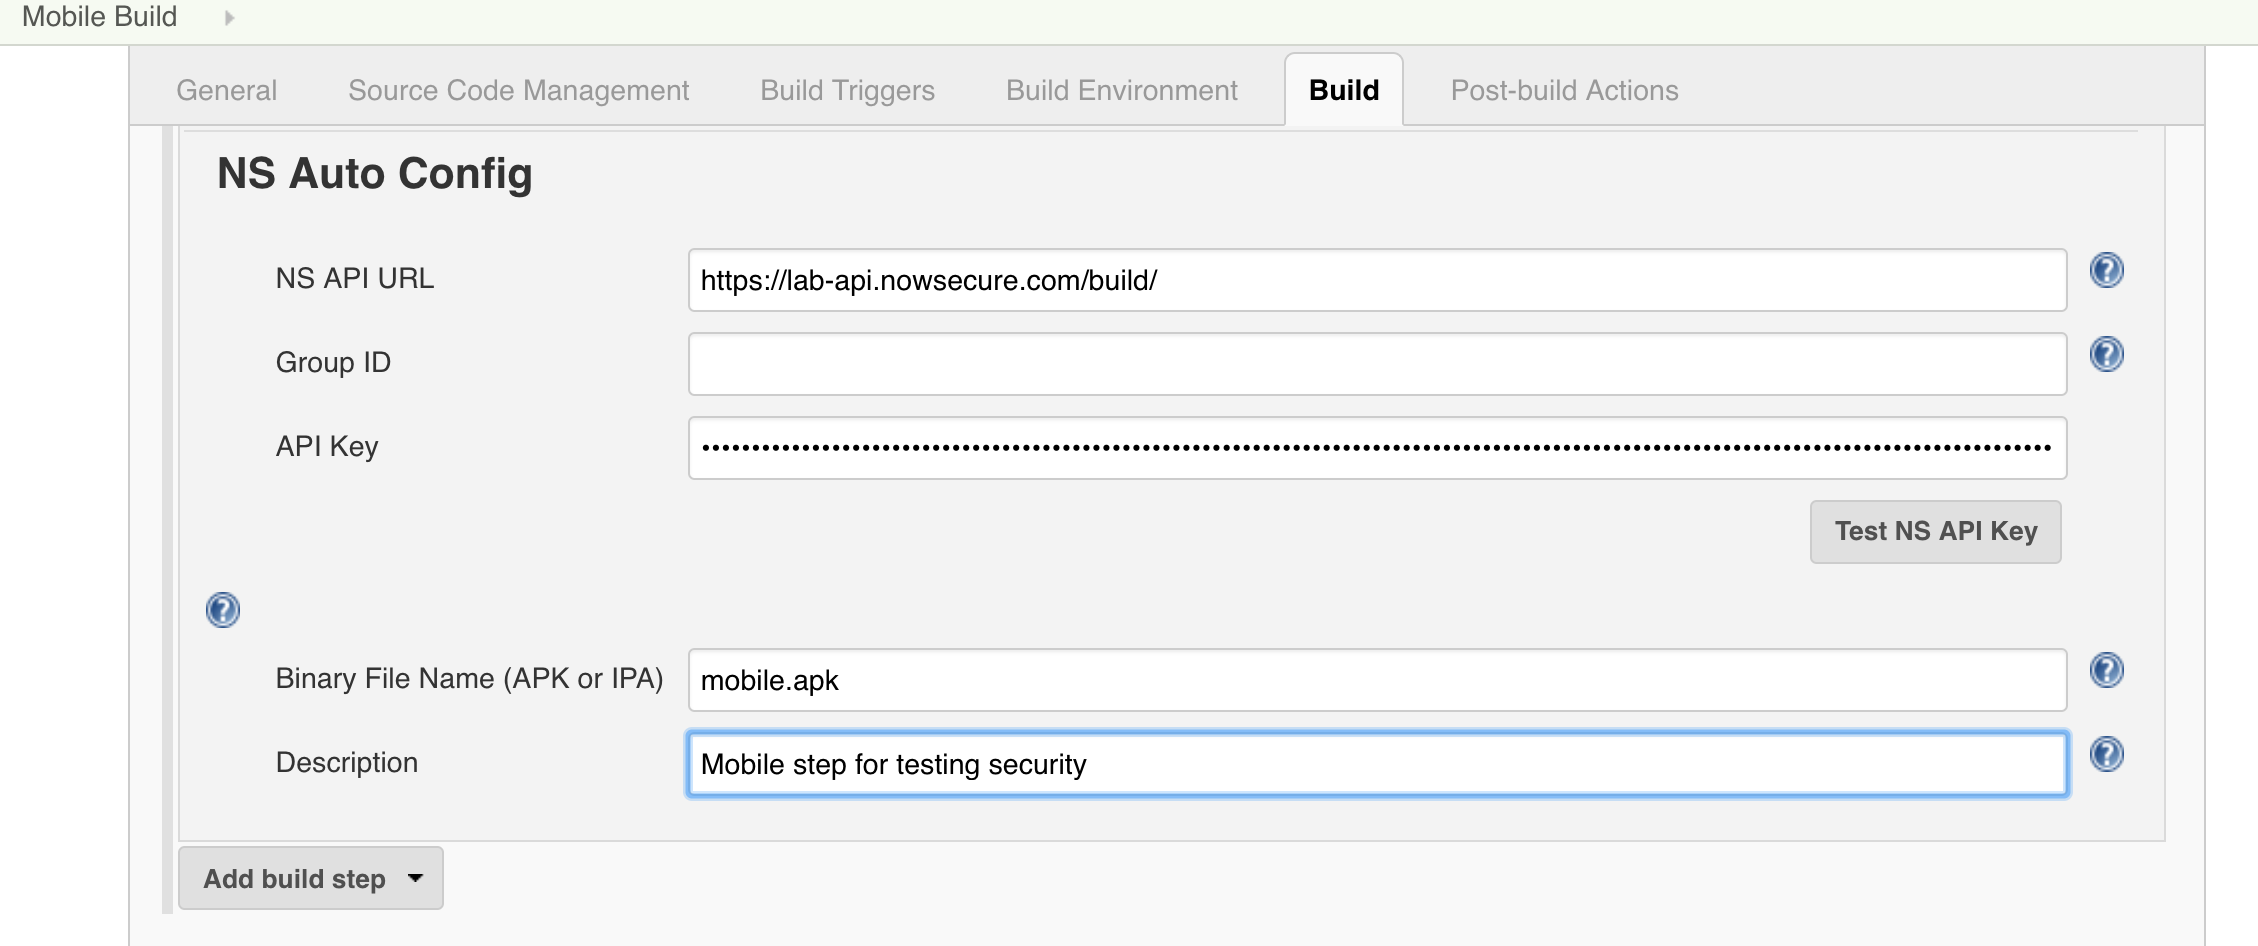 Mobile Build
General Source Code Management Build Triggers Build Environment Build Post-build Actions
NS Auto Config
NS API URL https://lab-api.nowsecure.com/build/
Group ID
API Key
Test NS API Key
Binary File Name (APK or IPA) mobile.apk
Description Mobile step for testing security
Add build step